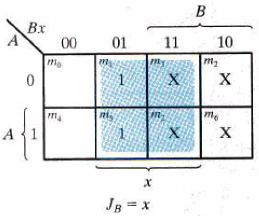 B
Bx
A 00 01 11 10
m₀ m₁ m₃ m₂
0 1 X X
m₄ m₅ m₇ m₆
A { 1 1 X X
x
J_B = x